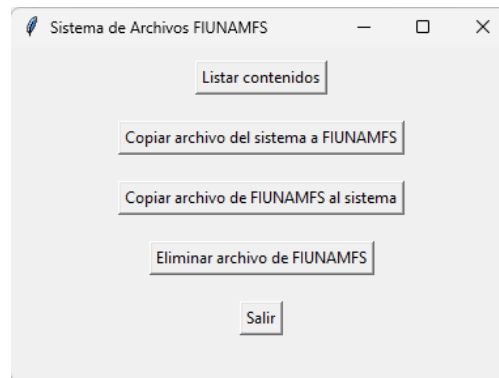 Sistema de Archivos FIUNAMFS
Listar contenidos
Copiar archivo del sistema a FIUNAMFS
Copiar archivo de FIUNAMFS al sistema
Eliminar archivo de FIUNAMFS
Salir